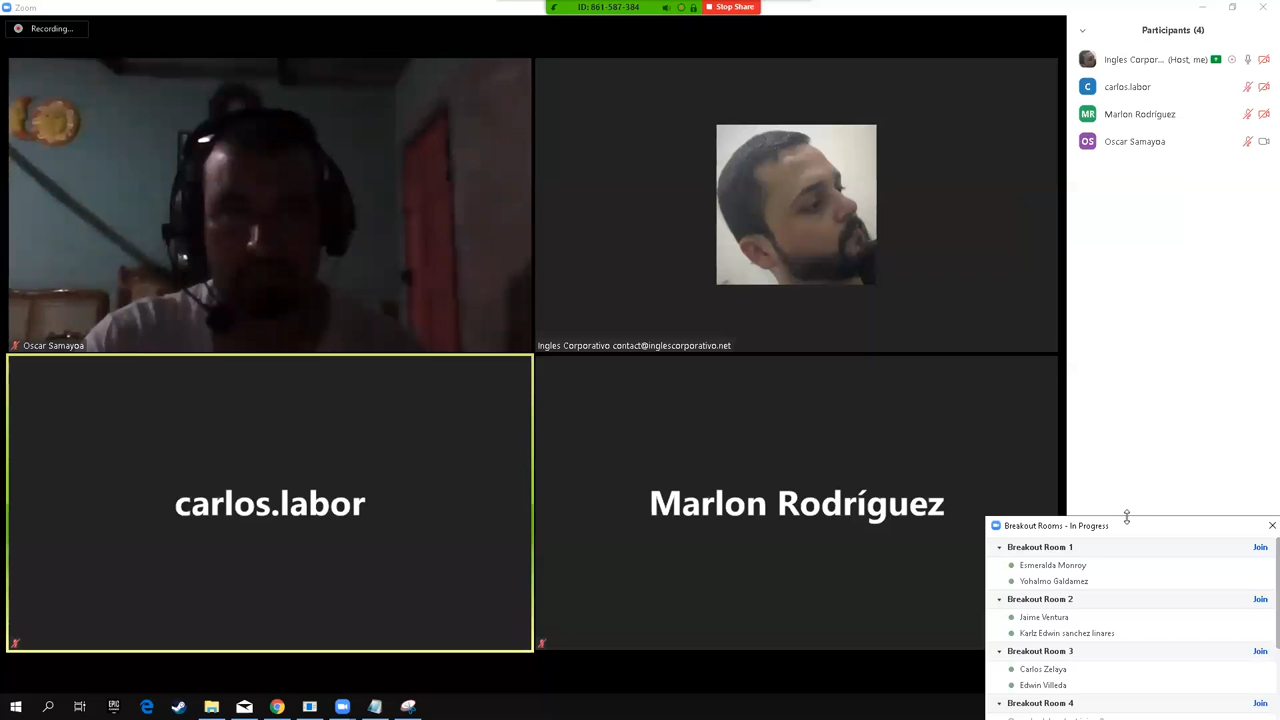 Zoom
ID: 861-587-384
Stop Share
Recording...
Participants (4)
Ingles Corpor... (Host, me)
C carlos.labor
MR Marlon Rodríguez
OS Oscar Samayoa
Oscar Samayoa
Ingles Corporativo contact@inglescorporativo.net
carlos.labor
Marlon Rodríguez
Breakout Rooms - In Progress
Breakout Room 1 Join
Esmeralda Monroy
Yohalmo Galdamez
Breakout Room 2 Join
Jaime Ventura
Karlz Edwin sanchez linares
Breakout Room 3 Join
Carlos Zelaya
Edwin Villeda
Breakout Room 4 Join
EPIC